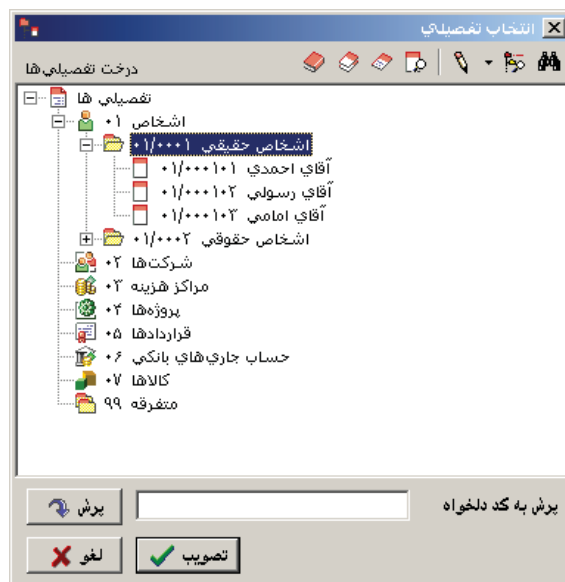 انتخاب تفصيلي
درخت تفصيلي‌ها
تفصيلي ها
اشخاص ۰۱
اشخاص حقيقي ۰۱/۰۰۰۱
آقاي احمدي ۰۱/۰۰۰۱۰۱
آقاي رسولي ۰۱/۰۰۰۱۰۲
آقاي امامي ۰۱/۰۰۰۱۰۳
اشخاص حقوقي ۰۱/۰۰۰۲
شركت‌ها ۰۲
مراكز هزينه ۰۳
پروژه‌ها ۰۴
قراردادها ۰۵
حساب جاري‌هاي بانكي ۰۶
كالاها ۰۷
متفرقه ۹۹
پرش به كد دلخواه
پرش
تصويب
لغو